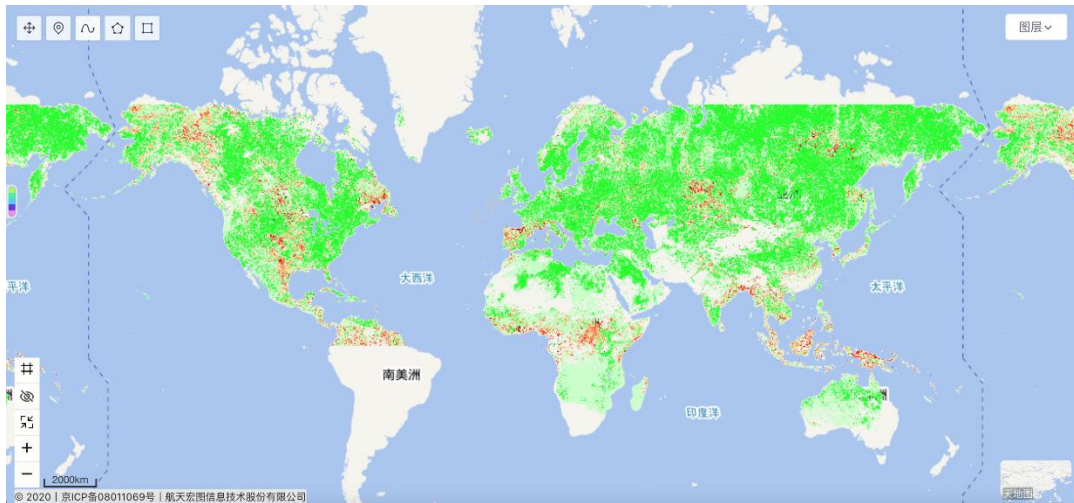 图层
大西洋
平洋
太平洋
南美洲
印度洋
2000km
© 2020 | 京ICP备08011069号 | 航天宏图信息技术股份有限公司
天地图